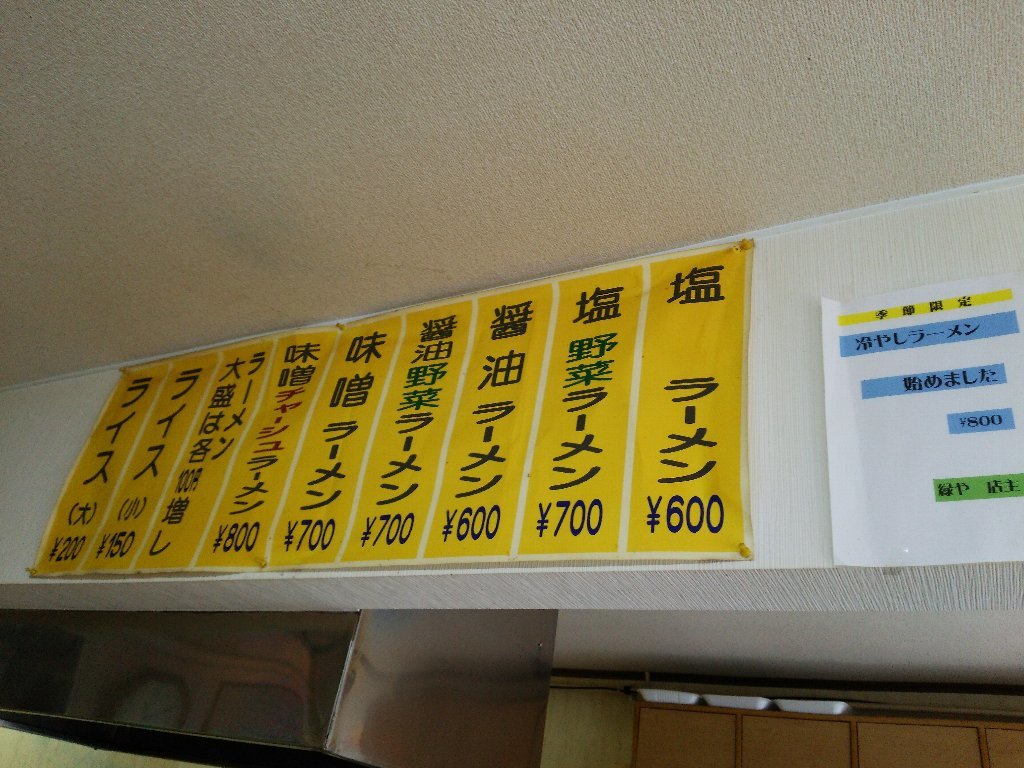 塩 ラーメン ¥600
塩野菜ラーメン ¥700
醤油 ラーメン ¥600
醤油野菜ラーメン ¥700
味噌 ラーメン ¥700
味噌チャーシュラーメン ¥800
ラーメン
大盛は各100円増し
ライス(小) ¥150
ライス(大) ¥200
季節限定
冷やしラーメン
始めました
¥800
緑や 店主